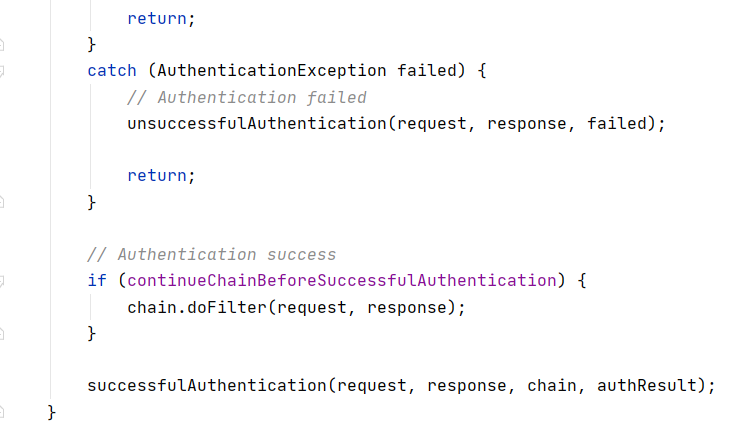 return;
}
catch (AuthenticationException failed) {
// Authentication failed
unsuccessfulAuthentication(request, response, failed);
return;
}
// Authentication success
if (continueChainBeforeSuccessfulAuthentication) {
chain.doFilter(request, response);
}
successfulAuthentication(request, response, chain, authResult);
}